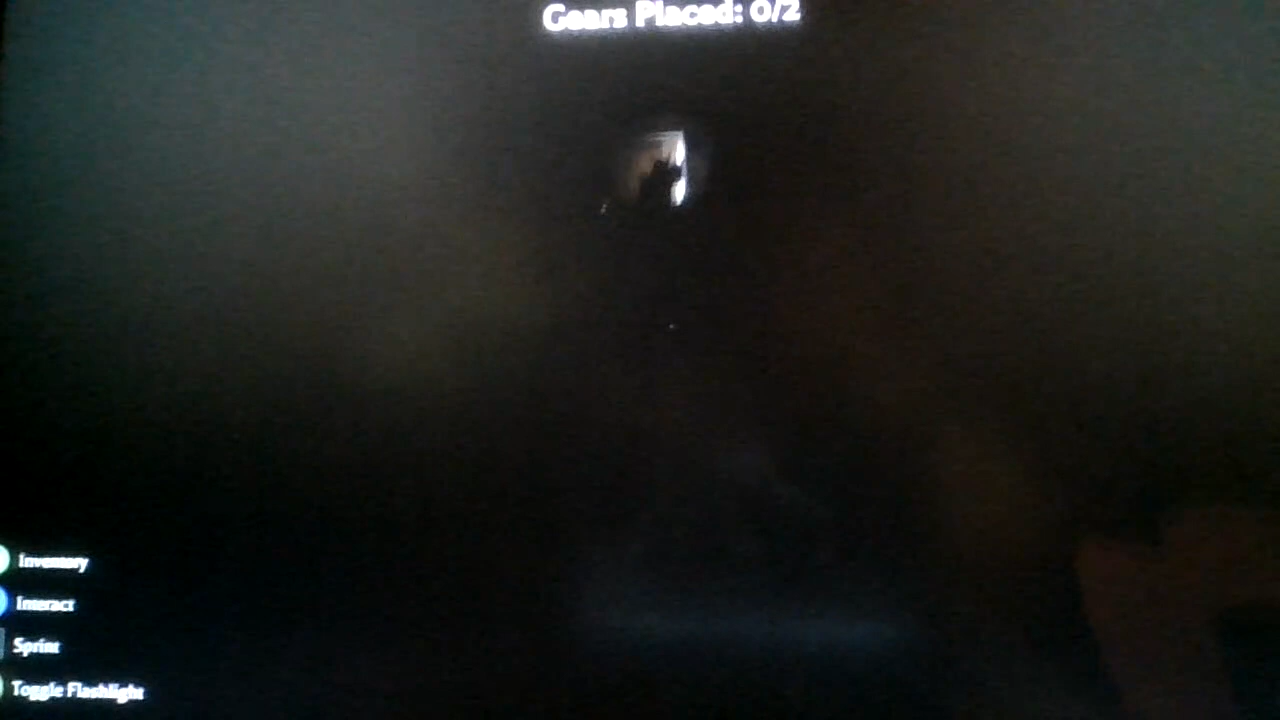 Gears Placed: 0/2
Inventory
Interact
Sprint
Toggle Flashlight